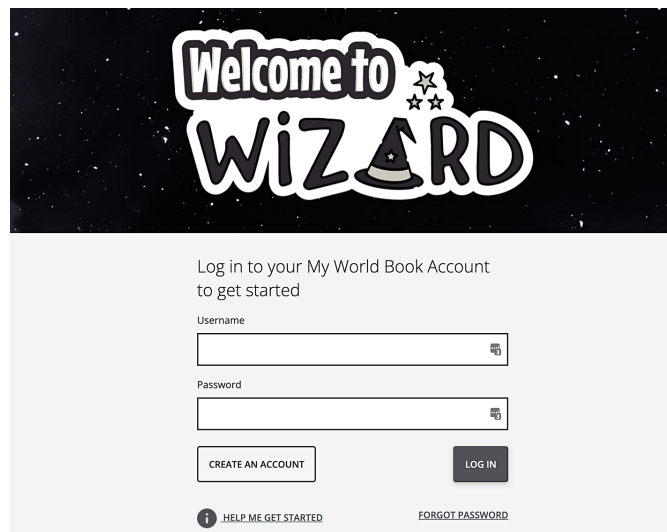 Welcome to
WiZARD
Log in to your My World Book Account
to get started
Username
Password
CREATE AN ACCOUNT
LOG IN
i HELP ME GET STARTED
FORGOT PASSWORD